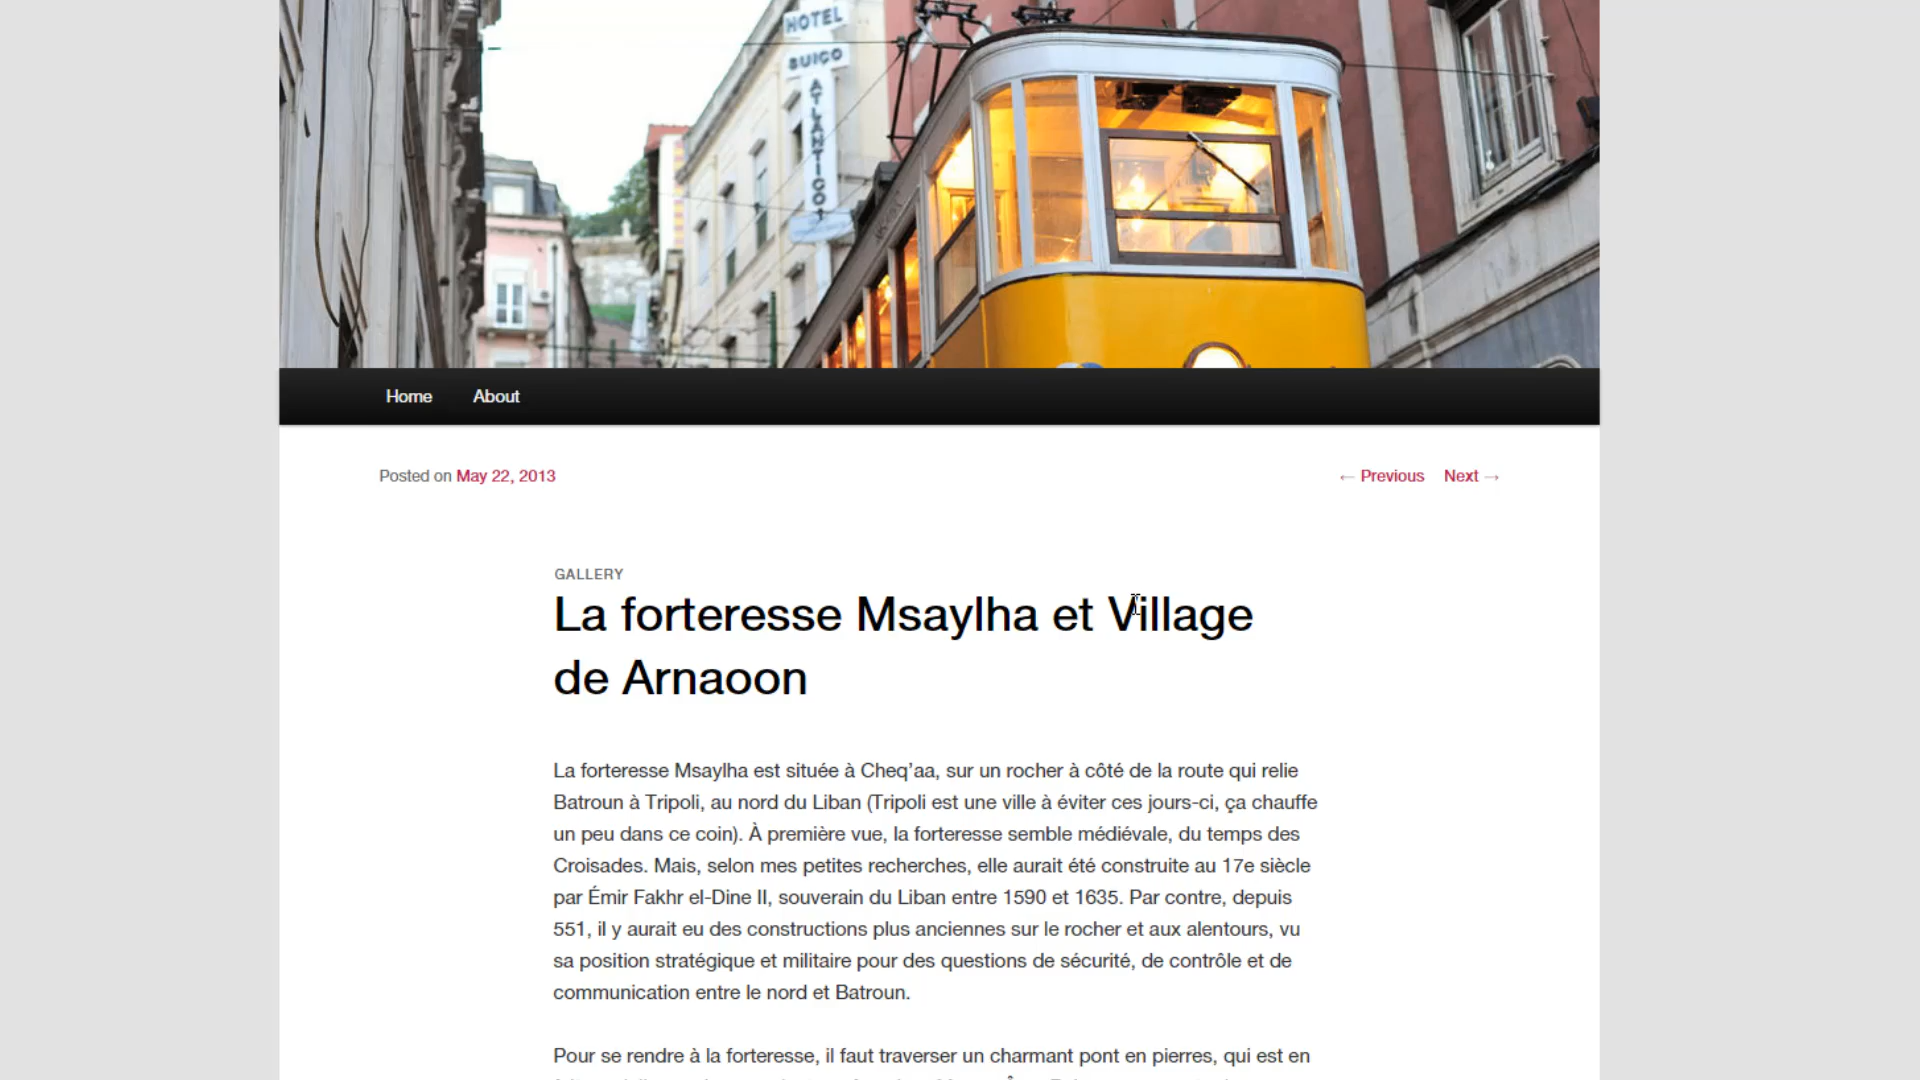 HOTEL
SUIÇO
ATLANTICO
Home About
Posted on May 22, 2013
← Previous Next →
GALLERY
La forteresse Msaylha et Village
de Arnaoon
La forteresse Msaylha est située à Cheq’aa, sur un rocher à côté de la route qui relie
Batroun à Tripoli, au nord du Liban (Tripoli est une ville à éviter ces jours-ci, ça chauffe
un peu dans ce coin). À première vue, la forteresse semble médiévale, du temps des
Croisades. Mais, selon mes petites recherches, elle aurait été construite au 17e siècle
par Émir Fakhr el-Dine II, souverain du Liban entre 1590 et 1635. Par contre, depuis
551, il y aurait eu des constructions plus anciennes sur le rocher et aux alentours, vu
sa position stratégique et militaire pour des questions de sécurité, de contrôle et de
communication entre le nord et Batroun.
Pour se rendre à la forteresse, il faut traverser un charmant pont en pierres, qui est en